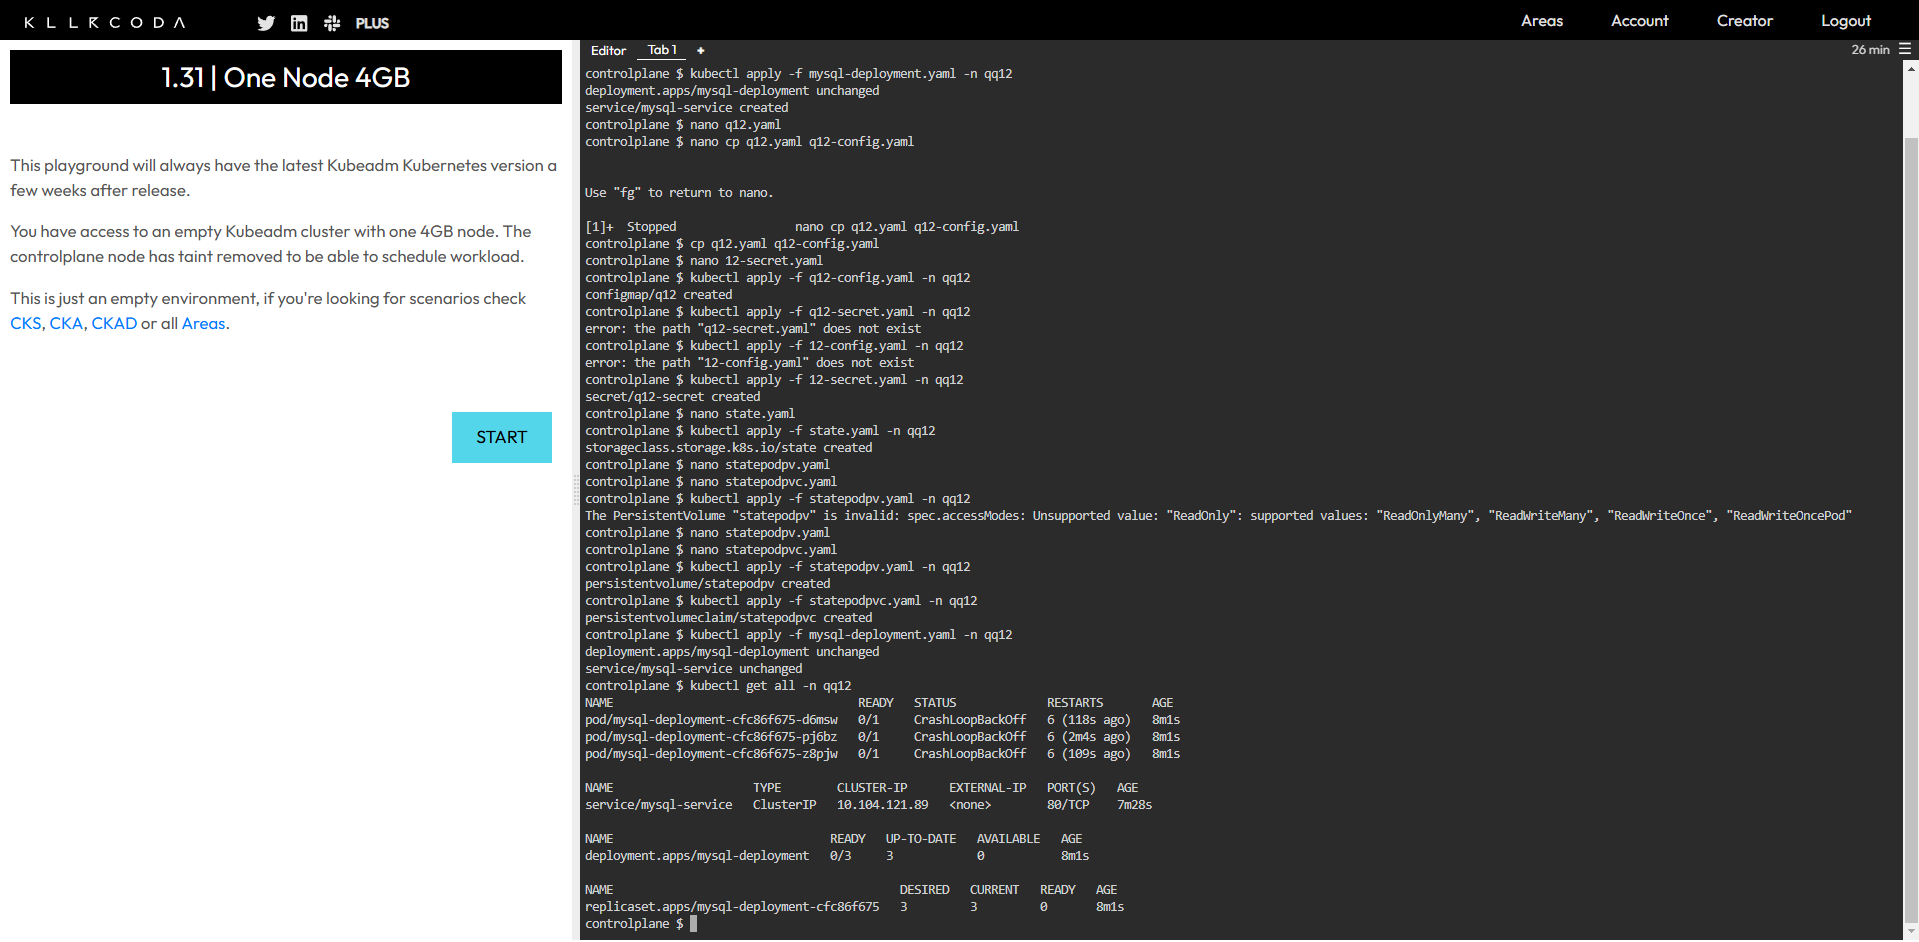 KLLRCODA PLUS Areas Account Creator Logout
1.31 | One Node 4GB
This playground will always have the latest Kubeadm Kubernetes version a
few weeks after release.
You have access to an empty Kubeadm cluster with one 4GB node. The
controlplane node has taint removed to be able to schedule workload.
This is just an empty environment, if you're looking for scenarios check
CKS, CKA, CKAD or all Areas.
START
Editor Tab 1 + 26 min
controlplane $ kubectl apply -f mysql-deployment.yaml -n qq12
deployment.apps/mysql-deployment unchanged
service/mysql-service created
controlplane $ nano q12.yaml
controlplane $ nano cp q12.yaml q12-config.yaml
Use "fg" to return to nano.
[1]+  Stopped                 nano cp q12.yaml q12-config.yaml
controlplane $ cp q12.yaml q12-config.yaml
controlplane $ nano 12-secret.yaml
controlplane $ kubectl apply -f q12-config.yaml -n qq12
configmap/q12 created
controlplane $ kubectl apply -f q12-secret.yaml -n qq12
error: the path "q12-secret.yaml" does not exist
controlplane $ kubectl apply -f 12-config.yaml -n qq12
error: the path "12-config.yaml" does not exist
controlplane $ kubectl apply -f 12-secret.yaml -n qq12
secret/q12-secret created
controlplane $ nano state.yaml
controlplane $ kubectl apply -f state.yaml -n qq12
storageclass.storage.k8s.io/state created
controlplane $ nano statepodpv.yaml
controlplane $ nano statepodpvc.yaml
controlplane $ kubectl apply -f statepodpv.yaml -n qq12
The PersistentVolume "statepodpv" is invalid: spec.accessModes: Unsupported value: "ReadOnly": supported values: "ReadOnlyMany", "ReadWriteMany", "ReadWriteOnce", "ReadWriteOncePod"
controlplane $ nano statepodpv.yaml
controlplane $ nano statepodpvc.yaml
controlplane $ kubectl apply -f statepodpv.yaml -n qq12
persistentvolume/statepodpv created
controlplane $ kubectl apply -f statepodpvc.yaml -n qq12
persistentvolumeclaim/statepodpvc created
controlplane $ kubectl apply -f mysql-deployment.yaml -n qq12
deployment.apps/mysql-deployment unchanged
service/mysql-service unchanged
controlplane $ kubectl get all -n qq12
NAME                                   READY   STATUS             RESTARTS       AGE
pod/mysql-deployment-cfc86f675-d6msw   0/1     CrashLoopBackOff   6 (118s ago)   8m1s
pod/mysql-deployment-cfc86f675-pj6bz   0/1     CrashLoopBackOff   6 (2m4s ago)   8m1s
pod/mysql-deployment-cfc86f675-z8pjw   0/1     CrashLoopBackOff   6 (109s ago)   8m1s
NAME                    TYPE        CLUSTER-IP      EXTERNAL-IP   PORT(S)   AGE
service/mysql-service   ClusterIP   10.104.121.89   <none>        80/TCP    7m28s
NAME                               READY   UP-TO-DATE   AVAILABLE   AGE
deployment.apps/mysql-deployment   0/3     3            0           8m1s
NAME                                         DESIRED   CURRENT   READY   AGE
replicaset.apps/mysql-deployment-cfc86f675   3         3         0       8m1s
controlplane $